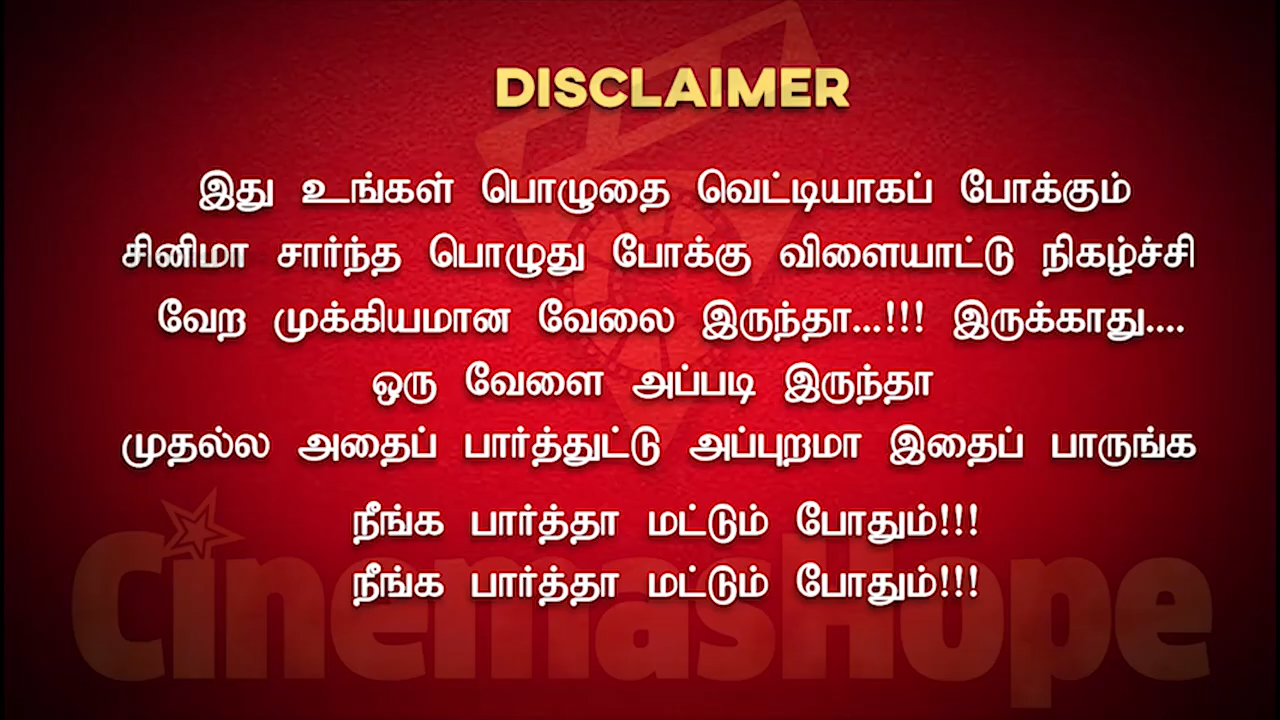 DISCLAIMER
இது உங்கள் பொழுதை வெட்டியாகப் போக்கும்
சினிமா சார்ந்த பொழுது போக்கு விளையாட்டு நிகழ்ச்சி
வேற முக்கியமான வேலை இருந்தா...!!! இருக்காது....
ஒரு வேளை அப்படி இருந்தா
முதல்ல அதைப் பார்த்துட்டு அப்புறமா இதைப் பாருங்க
நீங்க பார்த்தா மட்டும் போதும்!!!
நீங்க பார்த்தா மட்டும் போதும்!!!
CinemasHope